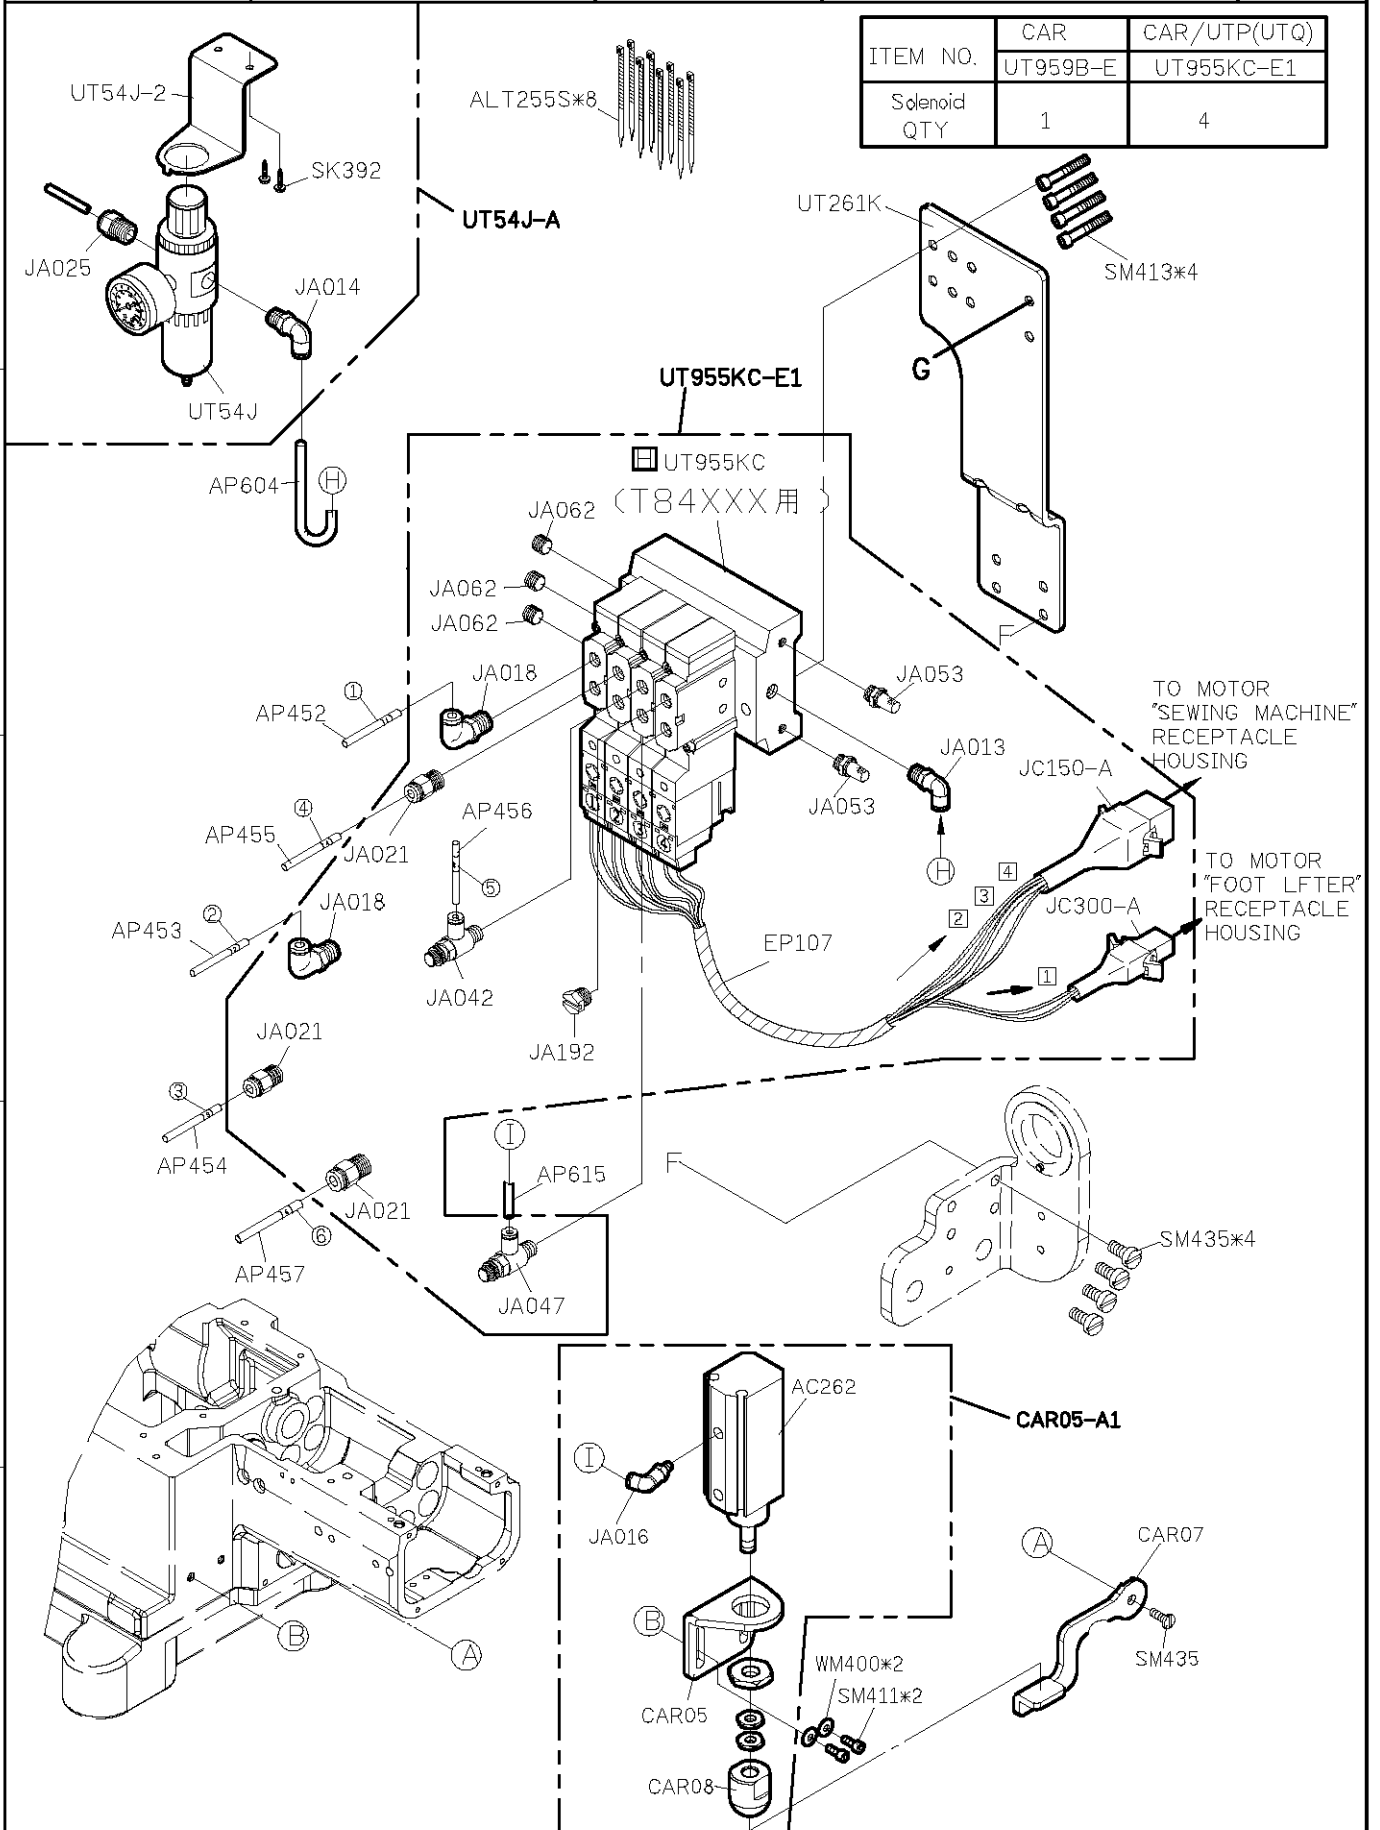 ITEM NO.
CAR
CAR/UTP(UTQ)
UT959B-E
UT955KC-E1
Solenoid
QTY
1
4
UT54J-2
SK392
UT54J-A
JA025
JA014
UT54J
AP604
H
ALT255S*8
UT261K
SM413*4
G
F
UT955KC-E1
H UT955KC
(T84XXX用 )
JA062
JA062
JA062
JA018
①
AP452
JA053
JA053
JA013
H
TO MOTOR
"SEWING MACHINE"
RECEPTACLE
HOUSING
JC150-A
④
AP455
JA021
AP456
⑤
①
②
③
④
4
3
2
TO MOTOR
"FOOT LFTER"
RECEPTACLE
HOUSING
JC300-A
1
②
AP453
JA018
JA042
EP107
JA192
JA021
③
AP454
I
AP615
JA021
⑥
AP457
JA047
F
SM435*4
AC262
CAR05-A1
I
JA016
A
CAR07
SM435
B
CAR05
WM400*2
SM411*2
CAR08
B
A